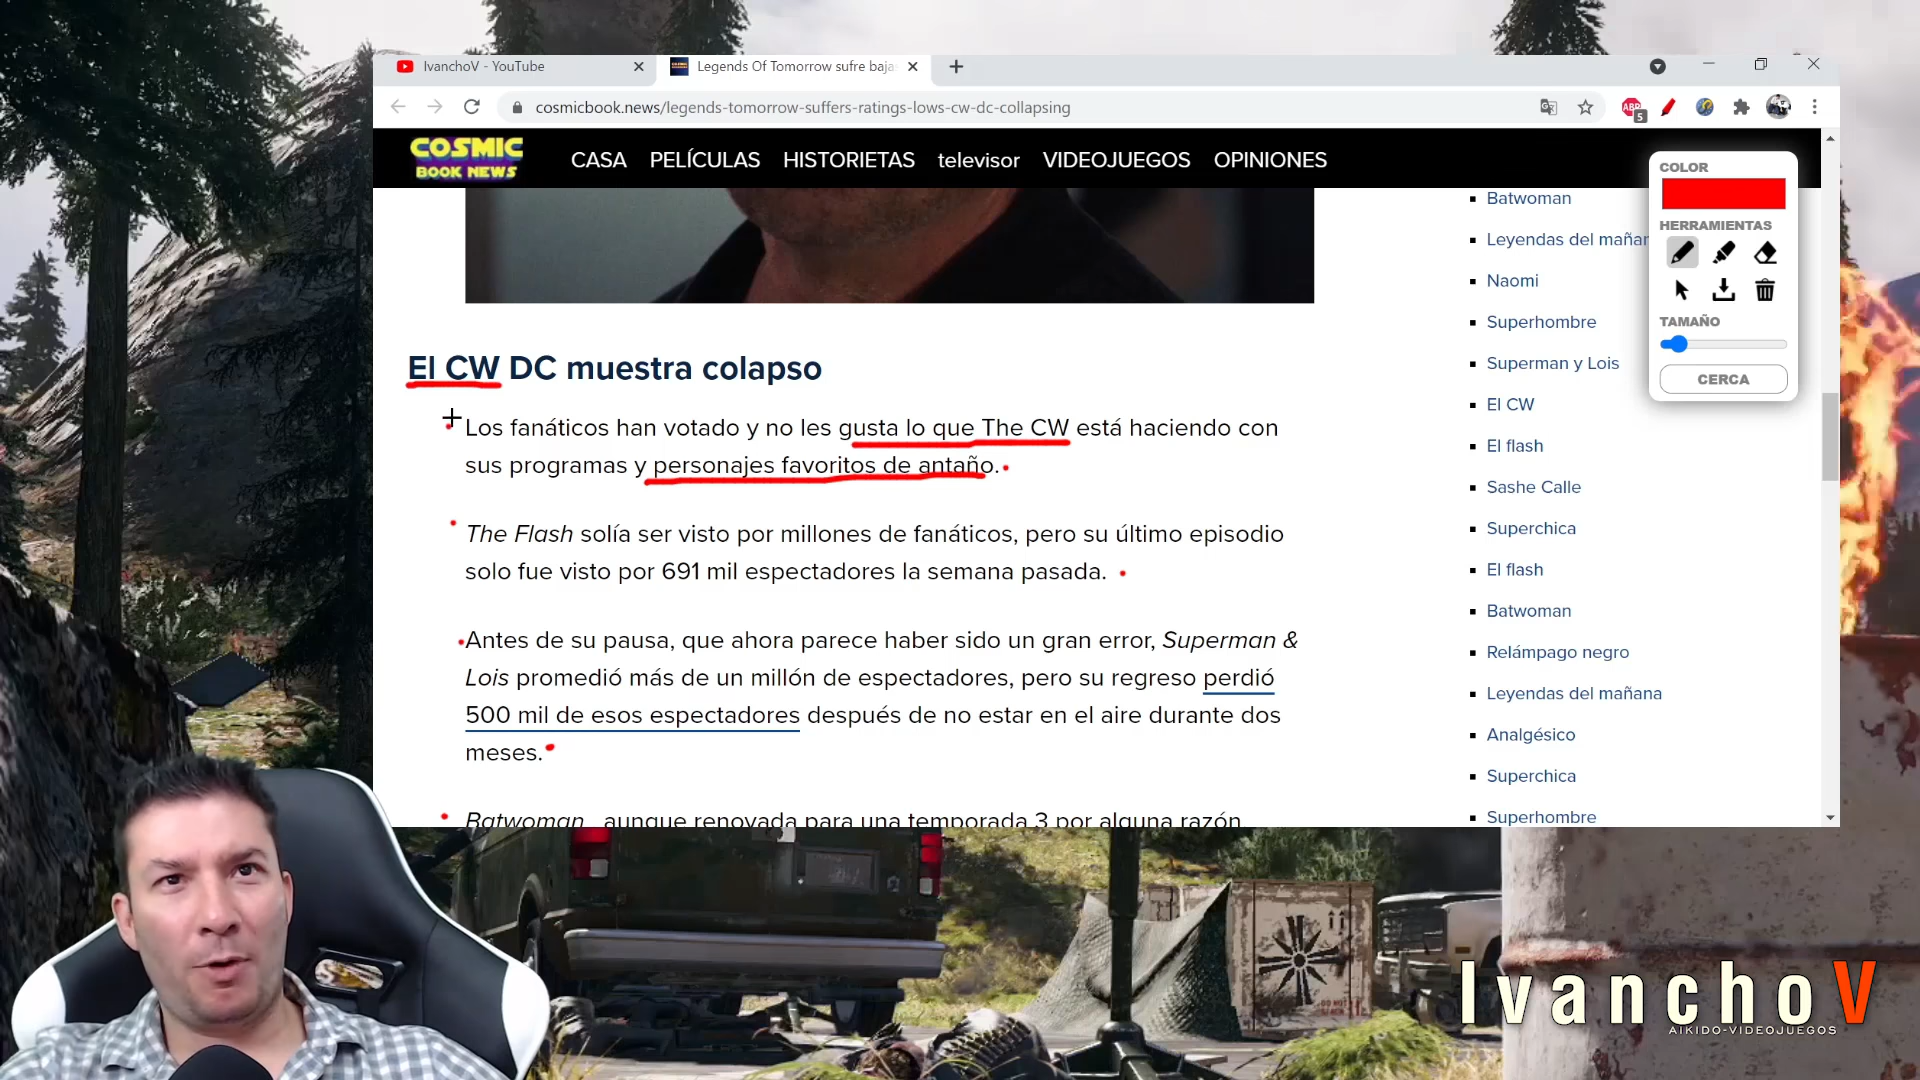 IvanchoV - YouTube
Legends Of Tomorrow sufre baja
cosmicbook.news/legends-tomorrow-suffers-ratings-lows-cw-dc-collapsing
ABP
5
COSMIC
BOOK NEWS
CASA PELÍCULAS HISTORIETAS televisor VIDEOJUEGOS OPINIONES
COLOR
HERRAMIENTAS
TAMAÑO
CERCA
El CW DC muestra colapso
Los fanáticos han votado y no les gusta lo que The CW está haciendo con
sus programas y personajes favoritos de antaño.
The Flash solía ser visto por millones de fanáticos, pero su último episodio
solo fue visto por 691 mil espectadores la semana pasada.
Antes de su pausa, que ahora parece haber sido un gran error, Superman &
Lois promedió más de un millón de espectadores, pero su regreso perdió
500 mil de esos espectadores después de no estar en el aire durante dos
meses.
Batwoman , aunque renovada para una temporada 3 por alguna razón
Batwoman
Leyendas del mañan
Naomi
Superhombre
Superman y Lois
El CW
El flash
Sashe Calle
Superchica
El flash
Batwoman
Relámpago negro
Leyendas del mañana
Analgésico
Superchica
Superhombre
IvanchoV
AIKIDO-VIDEOJUEGOS